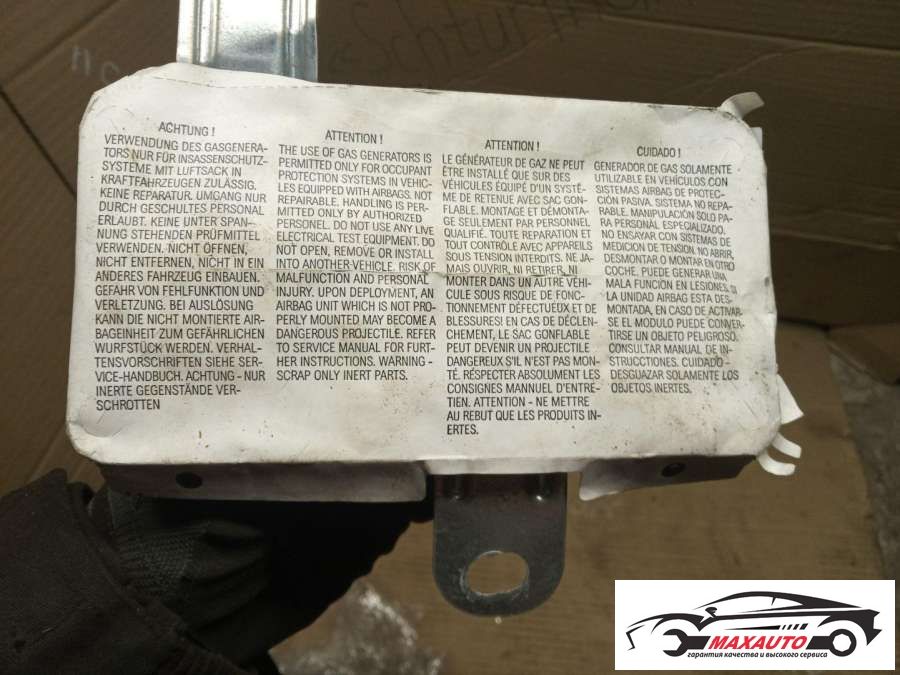 ACHTUNG !
VERWENDUNG DES GASGENERA-
TORS NUR FÜR INSASSENSCHUTZ-
SYSTEME MIT LUFTSACK IN
KRAFTFAHRZEUGEN ZULÄSSIG.
KEINE REPARATUR. UMGANG NUR
DURCH GESCHULTES PERSONAL
ERLAUBT. KEINE UNTER SPAN-
NUNG STEHENDEN PRÜFMITTEL
VERWENDEN. NICHT ÖFFNEN,
NICHT ENTFERNEN, NICHT IN EIN
ANDERES FAHRZEUG EINBAUEN.
GEFAHR VON FEHLFUNKTION UND
VERLETZUNG. BEI AUSLÖSUNG
KANN DIE NICHT MONTIERTE AIR-
BAGEINHEIT ZUM GEFÄHRLICHEN
WURFSTÜCK WERDEN. VERHAL-
TENSVORSCHRIFTEN SIEHE SER-
VICE-HANDBUCH. ACHTUNG - NUR
INERTE GEGENSTÄNDE VER-
SCHROTTEN
ATTENTION !
THE USE OF GAS GENERATORS IS
PERMITTED ONLY FOR OCCUPANT
PROTECTION SYSTEMS IN VEHIC-
LES EQUIPPED WITH AIRBAGS. NOT
REPAIRABLE. HANDLING IS PER-
MITTED ONLY BY AUTHORIZED
PERSONEL. DO NOT USE ANY LIVE
ELECTRICAL TEST EQUIPMENT. DO
NOT OPEN, REMOVE OR INSTALL
INTO ANOTHER VEHICLE. RISK OF
MALFUNCTION AND PERSONAL
INJURY. UPON DEPLOYMENT, AN
AIRBAG UNIT WHICH IS NOT PRO-
PERLY MOUNTED MAY BECOME A
DANGEROUS PROJECTILE. REFER
TO SERVICE MANUAL FOR FURT-
HER INSTRUCTIONS. WARNING -
SCRAP ONLY INERT PARTS.
ATTENTION !
LE GÉNÉRATEUR DE GAZ NE PEUT
ÊTRE INSTALLÉ QUE SUR DES
VÉHICULES ÉQUIPÉ D'UN SYSTÉ-
ME DE RETENUE AVEC SAC GON-
FLABLE. MONTAGE ET DÉMONTA-
GE SEULEMENT PAR PERSONNEL
QUALIFIÉ. TOUTE RÉPARATION ET
TOUT CONTRÔLE AVEC APPAREILS
SOUS TENSION INTERDITS. NE JA-
MAIS OUVRIR, NI RETIRER, NI
MONTER DANS UN AUTRE VÉHI-
CULE SOUS RISQUE DE FONC-
TIONNEMENT DÉFECTUEUX ET DE
BLESSURES! EN CAS DE DÉCLEN-
CHEMENT, LE SAC GONFLABLE
PEUT DEVENIR UN PROJECTILE
DANGEREUX S'IL N'EST PAS MON-
TÉ. RÉSPECTER ABSOLUMENT LES
CONSIGNES MANNUEL D'ENTRE-
TIEN. ATTENTION - NE METTRE
AU REBUT QUE LES PRODUITS IN-
ERTES.
CUIDADO !
GENERADOR DE GAS SOLAMENTE
UTILIZABLE EN VEHÍCULOS CON
SISTEMAS AIRBAG DE PROTEC-
CIÓN PASIVA. SISTEMA NO REPA-
RABLE. MANIPULACIÓN SOLO PA-
RA PERSONAL ESPECIALIZADO.
NO ENSAYAR CON SISTEMAS DE
MEDICION DE TENSION. NO ABRIR,
DESMONTAR O MONTAR EN OTRO
COCHE. PUEDE GENERAR UNA
MALA FUNCIÓN EN LESIONES. SI
LA UNIDAD AIRBAG ESTA DES-
MONTADA, EN CASO DE ACTIVAR-
SE EL MODULO PUEDE CONVER-
TIRSE UN OBJETO PELIGROSO.
CONSULTAR MANUAL DE IN-
STRUCCIONES. CUIDADO -
DESGUAZAR SOLAMENTE LOS
OBJETOS INERTES.
MAXAUTO
гарантия качества и высокого сервиса